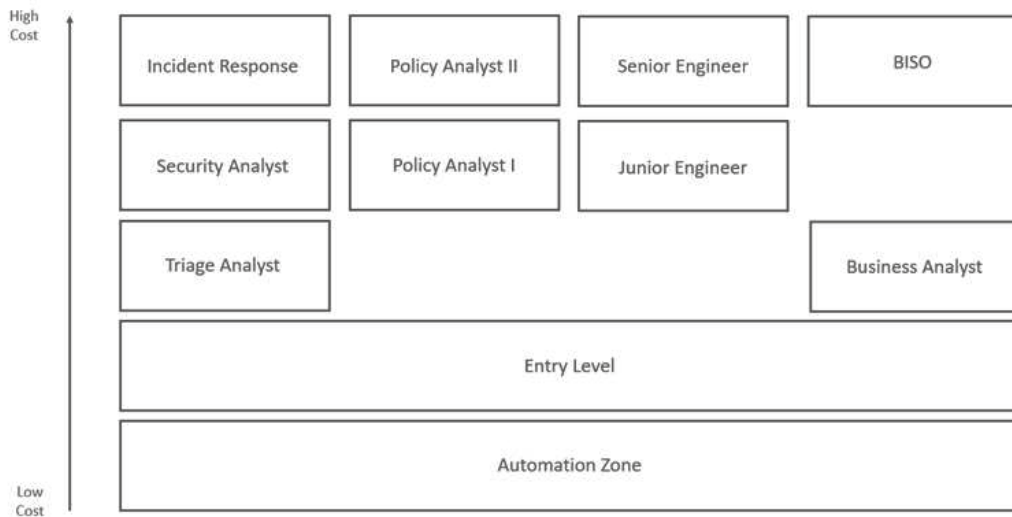 High
Cost
Incident Response
Policy Analyst II
Senior Engineer
BISO
Security Analyst
Policy Analyst I
Junior Engineer
Triage Analyst
Business Analyst
Entry Level
Automation Zone
Low
Cost